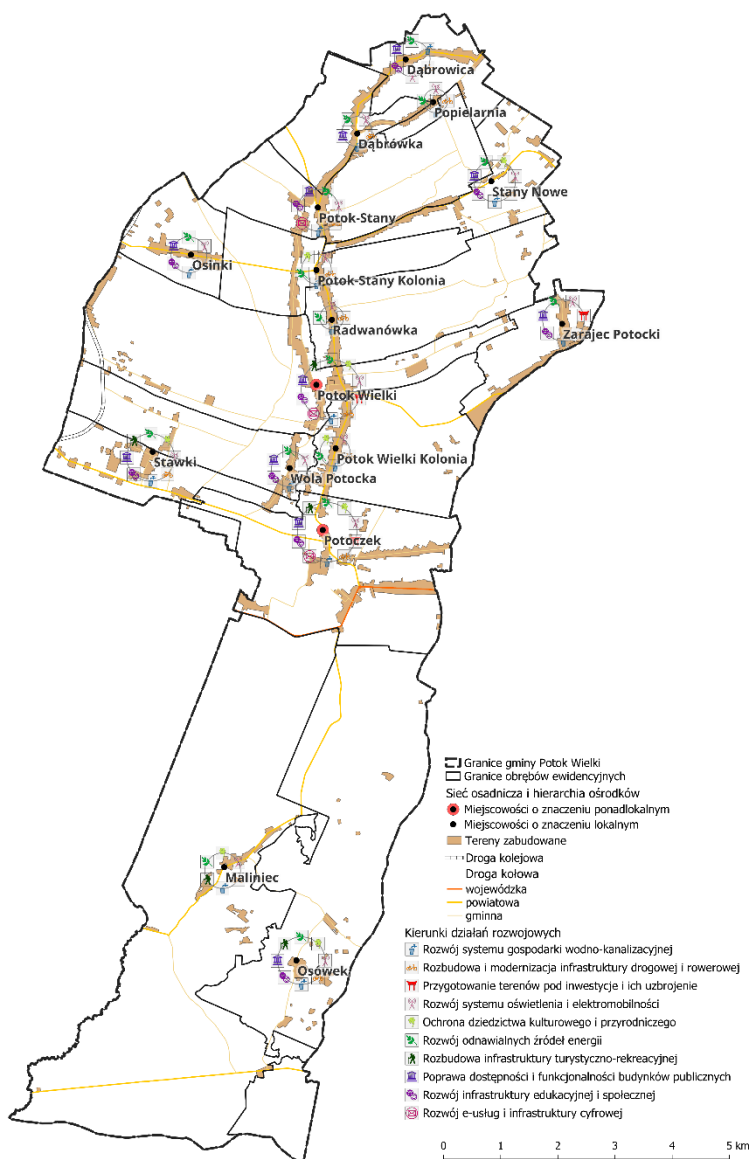 Dąbrowica
Popielarnia
Dąbrówka
Stany Nowe
Potok-Stany
Osinki
Potok-Stany Kolonia
Radwanówka
Zarajec Potocki
Potok Wielki
Stawki
Potok Wielki Kolonia
Wola Potocka
Potoczek
Maliniec
Osówek
Granice gminy Potok Wielki
Granice obrębów ewidencyjnych
Sieć osadnicza i hierarchia ośrodków
Miejscowości o znaczeniu ponadlokalnym
Miejscowości o znaczeniu lokalnym
Tereny zabudowane
Droga kolejowa
Droga kołowa
wojewódzka
powiatowa
gminna
Kierunki działań rozwojowych
Rozwój systemu gospodarki wodno-kanalizacyjnej
Rozbudowa i modernizacja infrastruktury drogowej i rowerowej
Przygotowanie terenów pod inwestycje i ich uzbrojenie
Rozwój systemu oświetlenia i elektromobilności
Ochrona dziedzictwa kulturowego i przyrodniczego
Rozwój odnawialnych źródeł energii
Rozbudowa infrastruktury turystyczno-rekreacyjnej
Poprawa dostępności i funkcjonalności budynków publicznych
Rozwój infrastruktury edukacyjnej i społecznej
Rozwój e-usług i infrastruktury cyfrowej
0 1 2 3 4 5 km